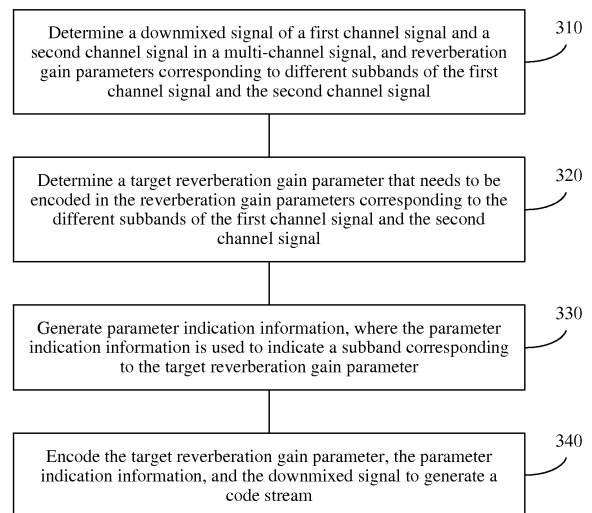 Determine a downmixed signal of a first channel signal and a
second channel signal in a multi-channel signal, and reverberation
gain parameters corresponding to different subbands of the first
channel signal and the second channel signal
310
Determine a target reverberation gain parameter that needs to be
encoded in the reverberation gain parameters corresponding to the
different subbands of the first channel signal and the second
channel signal
320
Generate parameter indication information, where the parameter
indication information is used to indicate a subband corresponding
to the target reverberation gain parameter
330
Encode the target reverberation gain parameter, the parameter
indication information, and the downmixed signal to generate a
code stream
340